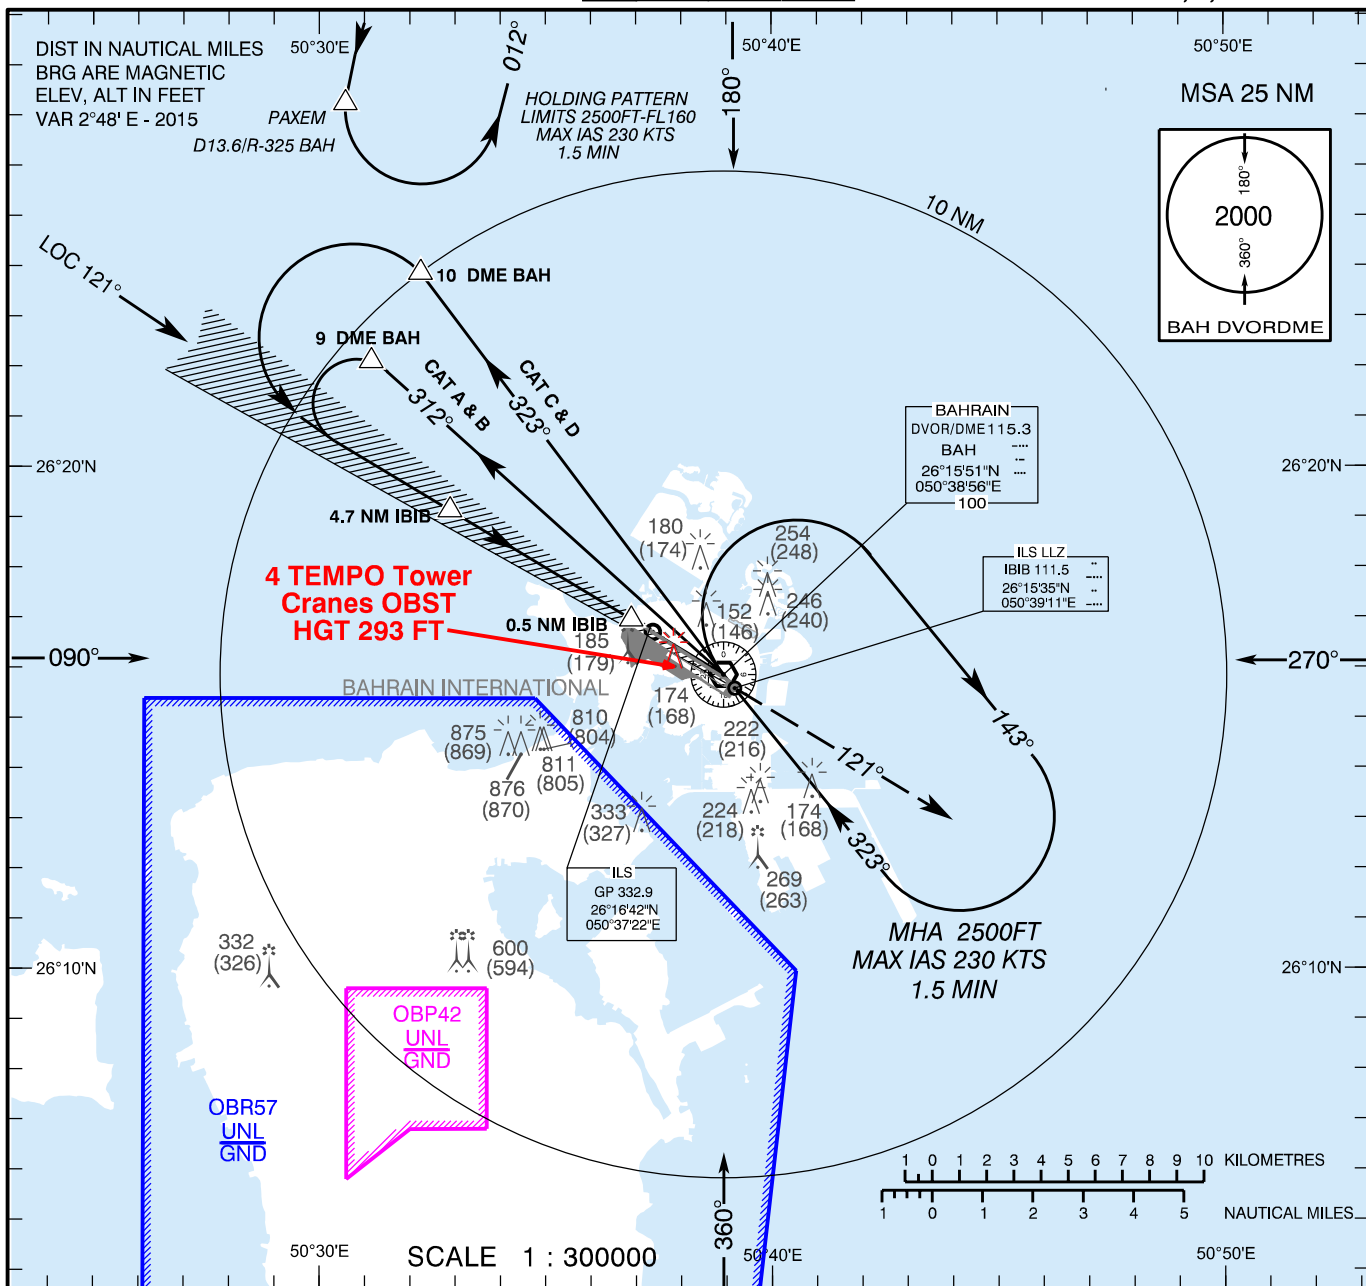 DIST IN NAUTICAL MILES
BRG ARE MAGNETIC
ELEV, ALT IN FEET
VAR 2°48' E - 2015
50°30'E
50°40'E
50°50'E
PAXEM
D13.6/R-325 BAH
012°
HOLDING PATTERN
LIMITS 2500FT-FL160
MAX IAS 230 KTS
1.5 MIN
180°
MSA 25 NM
180°
2000
360°
BAH DVORDME
10 NM
LOC 121°
10 DME BAH
9 DME BAH
CAT A & B
312°
CAT C & D
323°
BAHRAIN
DVOR/DME115.3
BAH
26°15'51"N
050°38'56"E
100
26°20'N
26°20'N
4.7 NM IBIB
180
(174)
254
(248)
ILS LLZ
IBIB 111.5
26°15'35"N
050°39'11"E
4 TEMPO Tower
Cranes OBST
HGT 293 FT
0.5 NM IBIB
152
(146)
246
(240)
185
(179)
090°
270°
BAHRAIN INTERNATIONAL
174
(168)
875
(869)
810
(804)
811
(805)
876
(870)
222
(216)
143°
121°
333
(327)
224
(218)
174
(168)
323°
269
(263)
ILS
GP 332.9
26°16'42"N
050°37'22"E
MHA 2500FT
MAX IAS 230 KTS
1.5 MIN
332
(326)
600
(594)
26°10'N
26°10'N
OBP42
UNL
GND
OBR57
UNL
GND
1 0 1 2 3 4 5 6 7 8 9 10 KILOMETRES
1 0 1 2 3 4 5 NAUTICAL MILES
360°
50°30'E
SCALE 1 : 300000
50°40'E
50°50'E